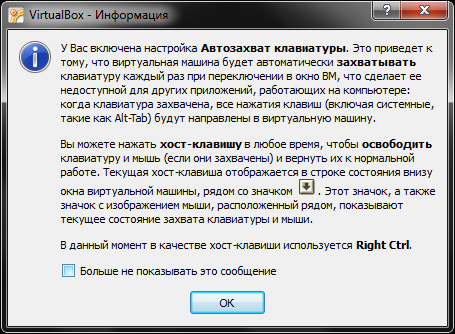 VirtualBox - Информация
У Вас включена настройка Автозахват клавиатуры. Это приведет к
тому, что виртуальная машина будет автоматически захватывать
клавиатуру каждый раз при переключении в окно ВМ, что сделает ее
недоступной для других приложений, работающих на компьютере:
когда клавиатура захвачена, все нажатия клавиш (включая системные,
такие как Alt-Tab) будут направлены в виртуальную машину.
Вы можете нажать хост-клавишу в любое время, чтобы освободить
клавиатуру и мышь (если они захвачены) и вернуть их к нормальной
работе. Текущая хост-клавиша отображается в строке состояния внизу
окна виртуальной машины, рядом со значком . Этот значок, а также
значок с изображением мыши, расположенный рядом, показывают
текущее состояние захвата клавиатуры и мыши.
В данный момент в качестве хост-клавиши используется Right Ctrl.
Больше не показывать это сообщение
OK